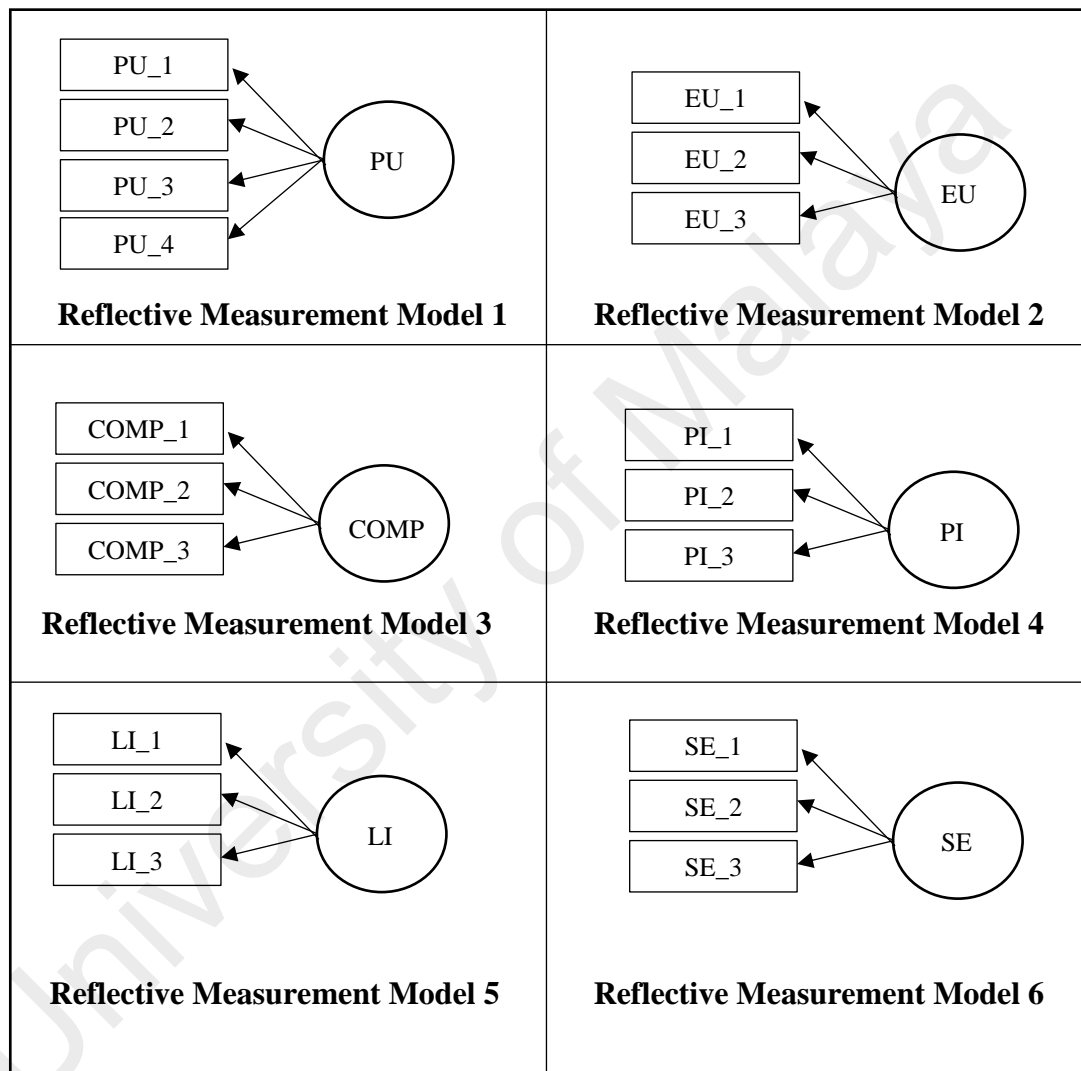 PU_1
PU_2
PU_3
PU_4
PU
Reflective Measurement Model 1
EU_1
EU_2
EU_3
EU
Reflective Measurement Model 2
COMP_1
COMP_2
COMP_3
COMP
Reflective Measurement Model 3
PI_1
PI_2
PI_3
PI
Reflective Measurement Model 4
LI_1
LI_2
LI_3
LI
Reflective Measurement Model 5
SE_1
SE_2
SE_3
SE
Reflective Measurement Model 6
University of Malaya